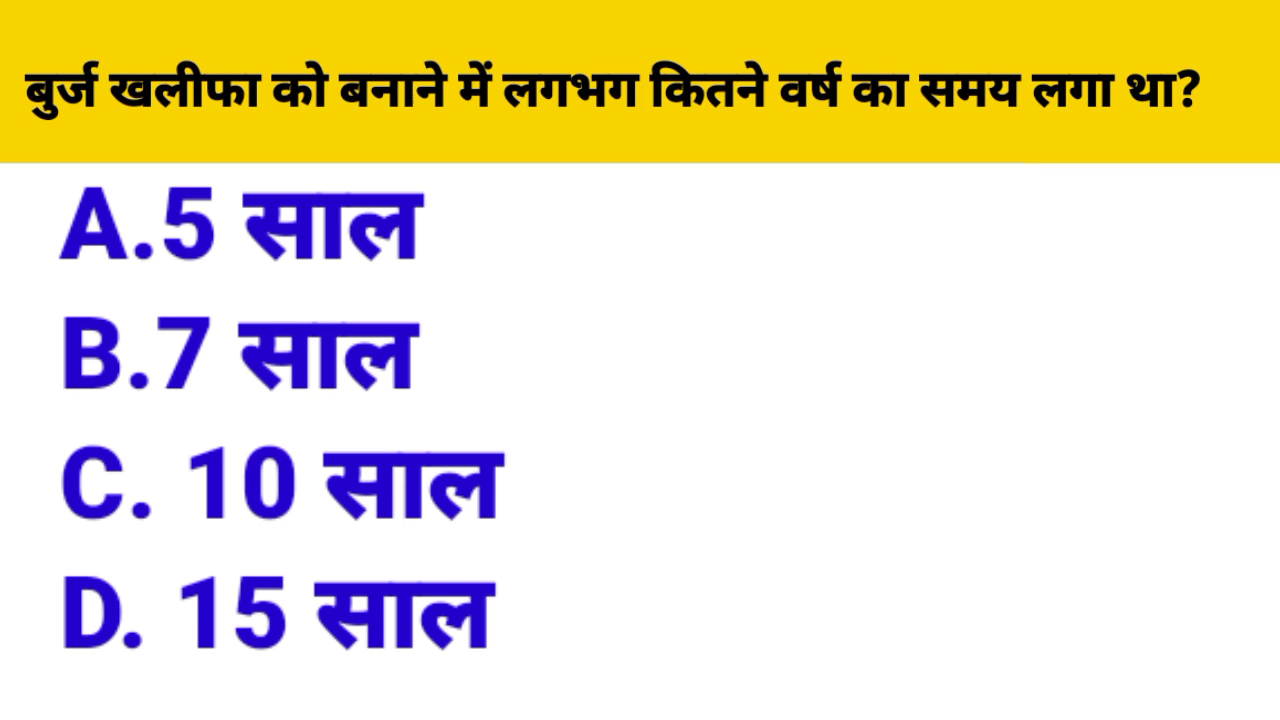 बुर्ज खलीफा को बनाने में लगभग कितने वर्ष का समय लगा था?
A.5 साल
B.7 साल
C. 10 साल
D. 15 साल